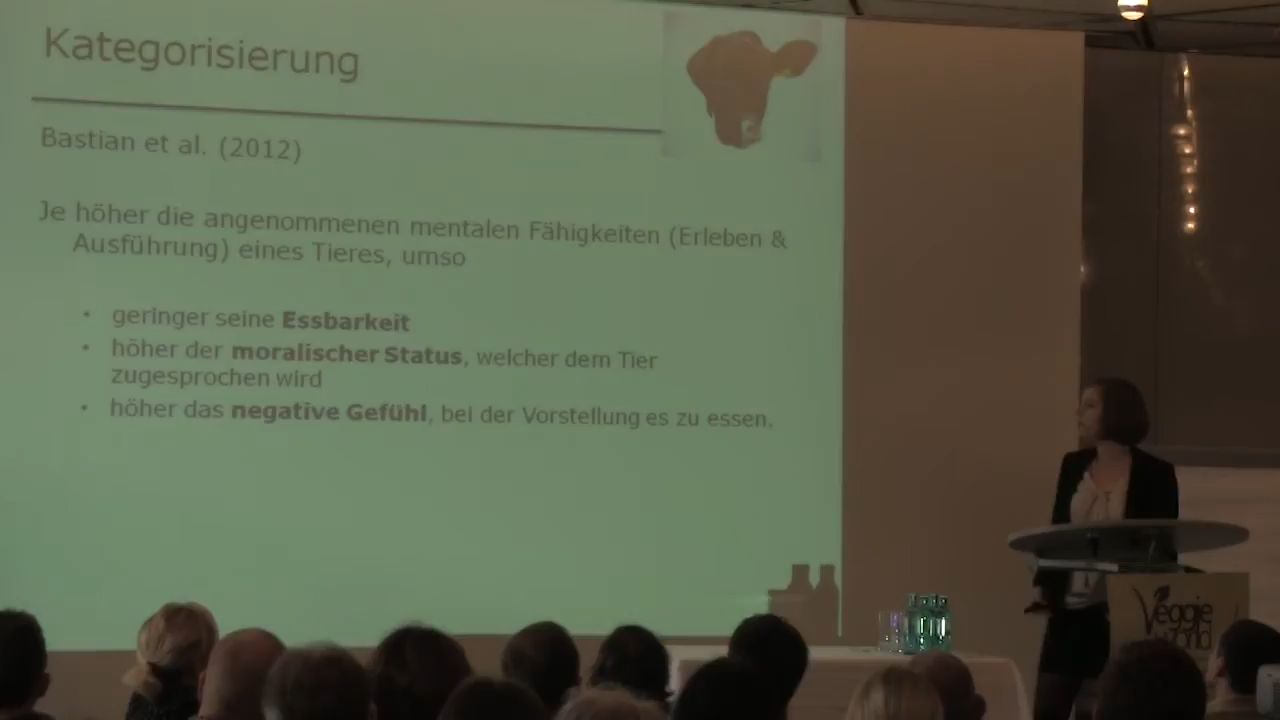 Kategorisierung
Bastian et al. (2012)
Je höher die angenommenen mentalen Fähigkeiten (Erleben &
Ausführung) eines Tieres, umso
• geringer seine Essbarkeit
• höher der moralischer Status, welcher dem Tier
zugesprochen wird
• höher das negative Gefühl, bei der Vorstellung es zu essen.
Veggie
World